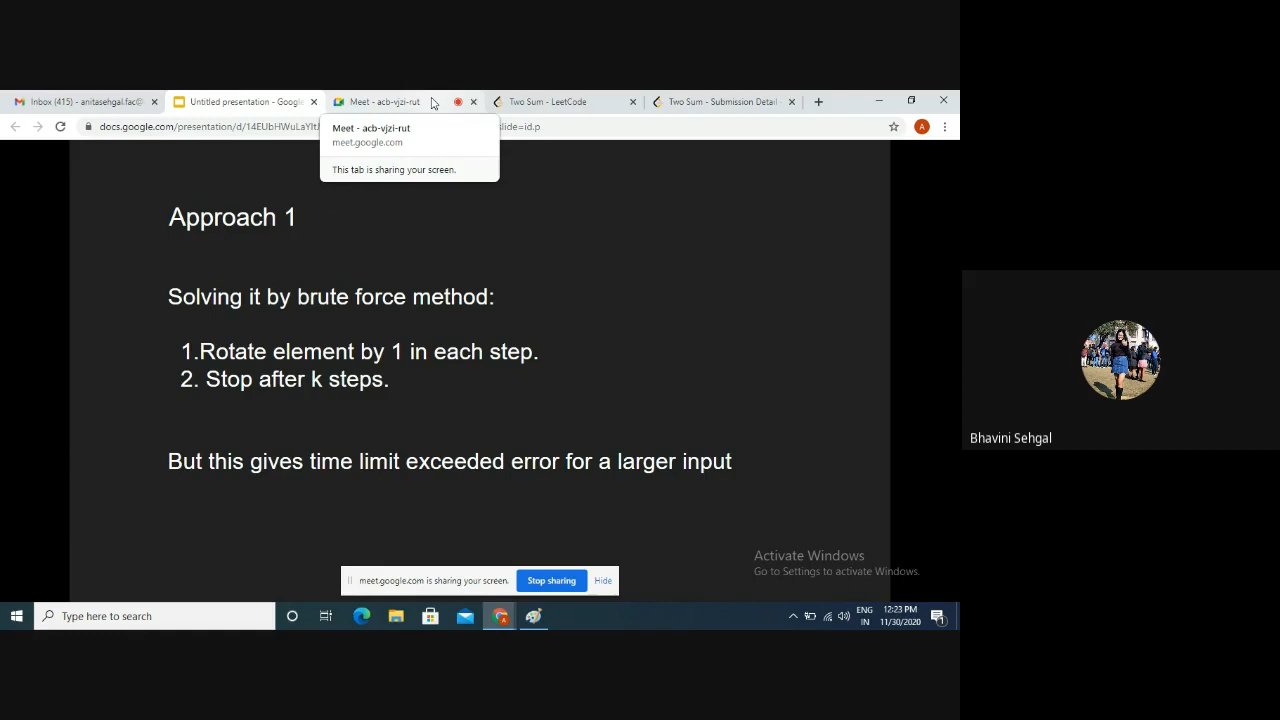 Inbox (415) - anitasehgal.fac@
Untitled presentation - Google
Meet - acb-vjzi-rut
Two Sum - LeetCode
Two Sum - Submission Detail
docs.google.com/presentation/d/14EUbHWuLaYlt
slide=id.p
A
Meet - acb-vjzi-rut
meet.google.com
This tab is sharing your screen.
Approach 1
Solving it by brute force method:
1.Rotate element by 1 in each step.
2. Stop after k steps.
But this gives time limit exceeded error for a larger input
Bhavini Sehgal
Activate Windows
Go to Settings to activate Windows.
meet.google.com is sharing your screen.
Stop sharing
Hide
Type here to search
ENG
IN
12:23 PM
11/30/2020
1